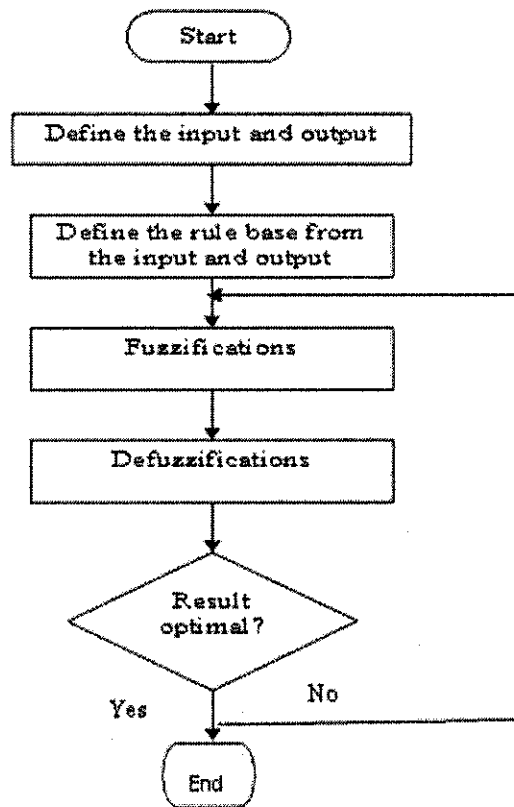 Start
Define the input and output
Define the rule base from
the input and output
Fuzzifications
Defuzzifications
Result
optimal?
Yes
No
End